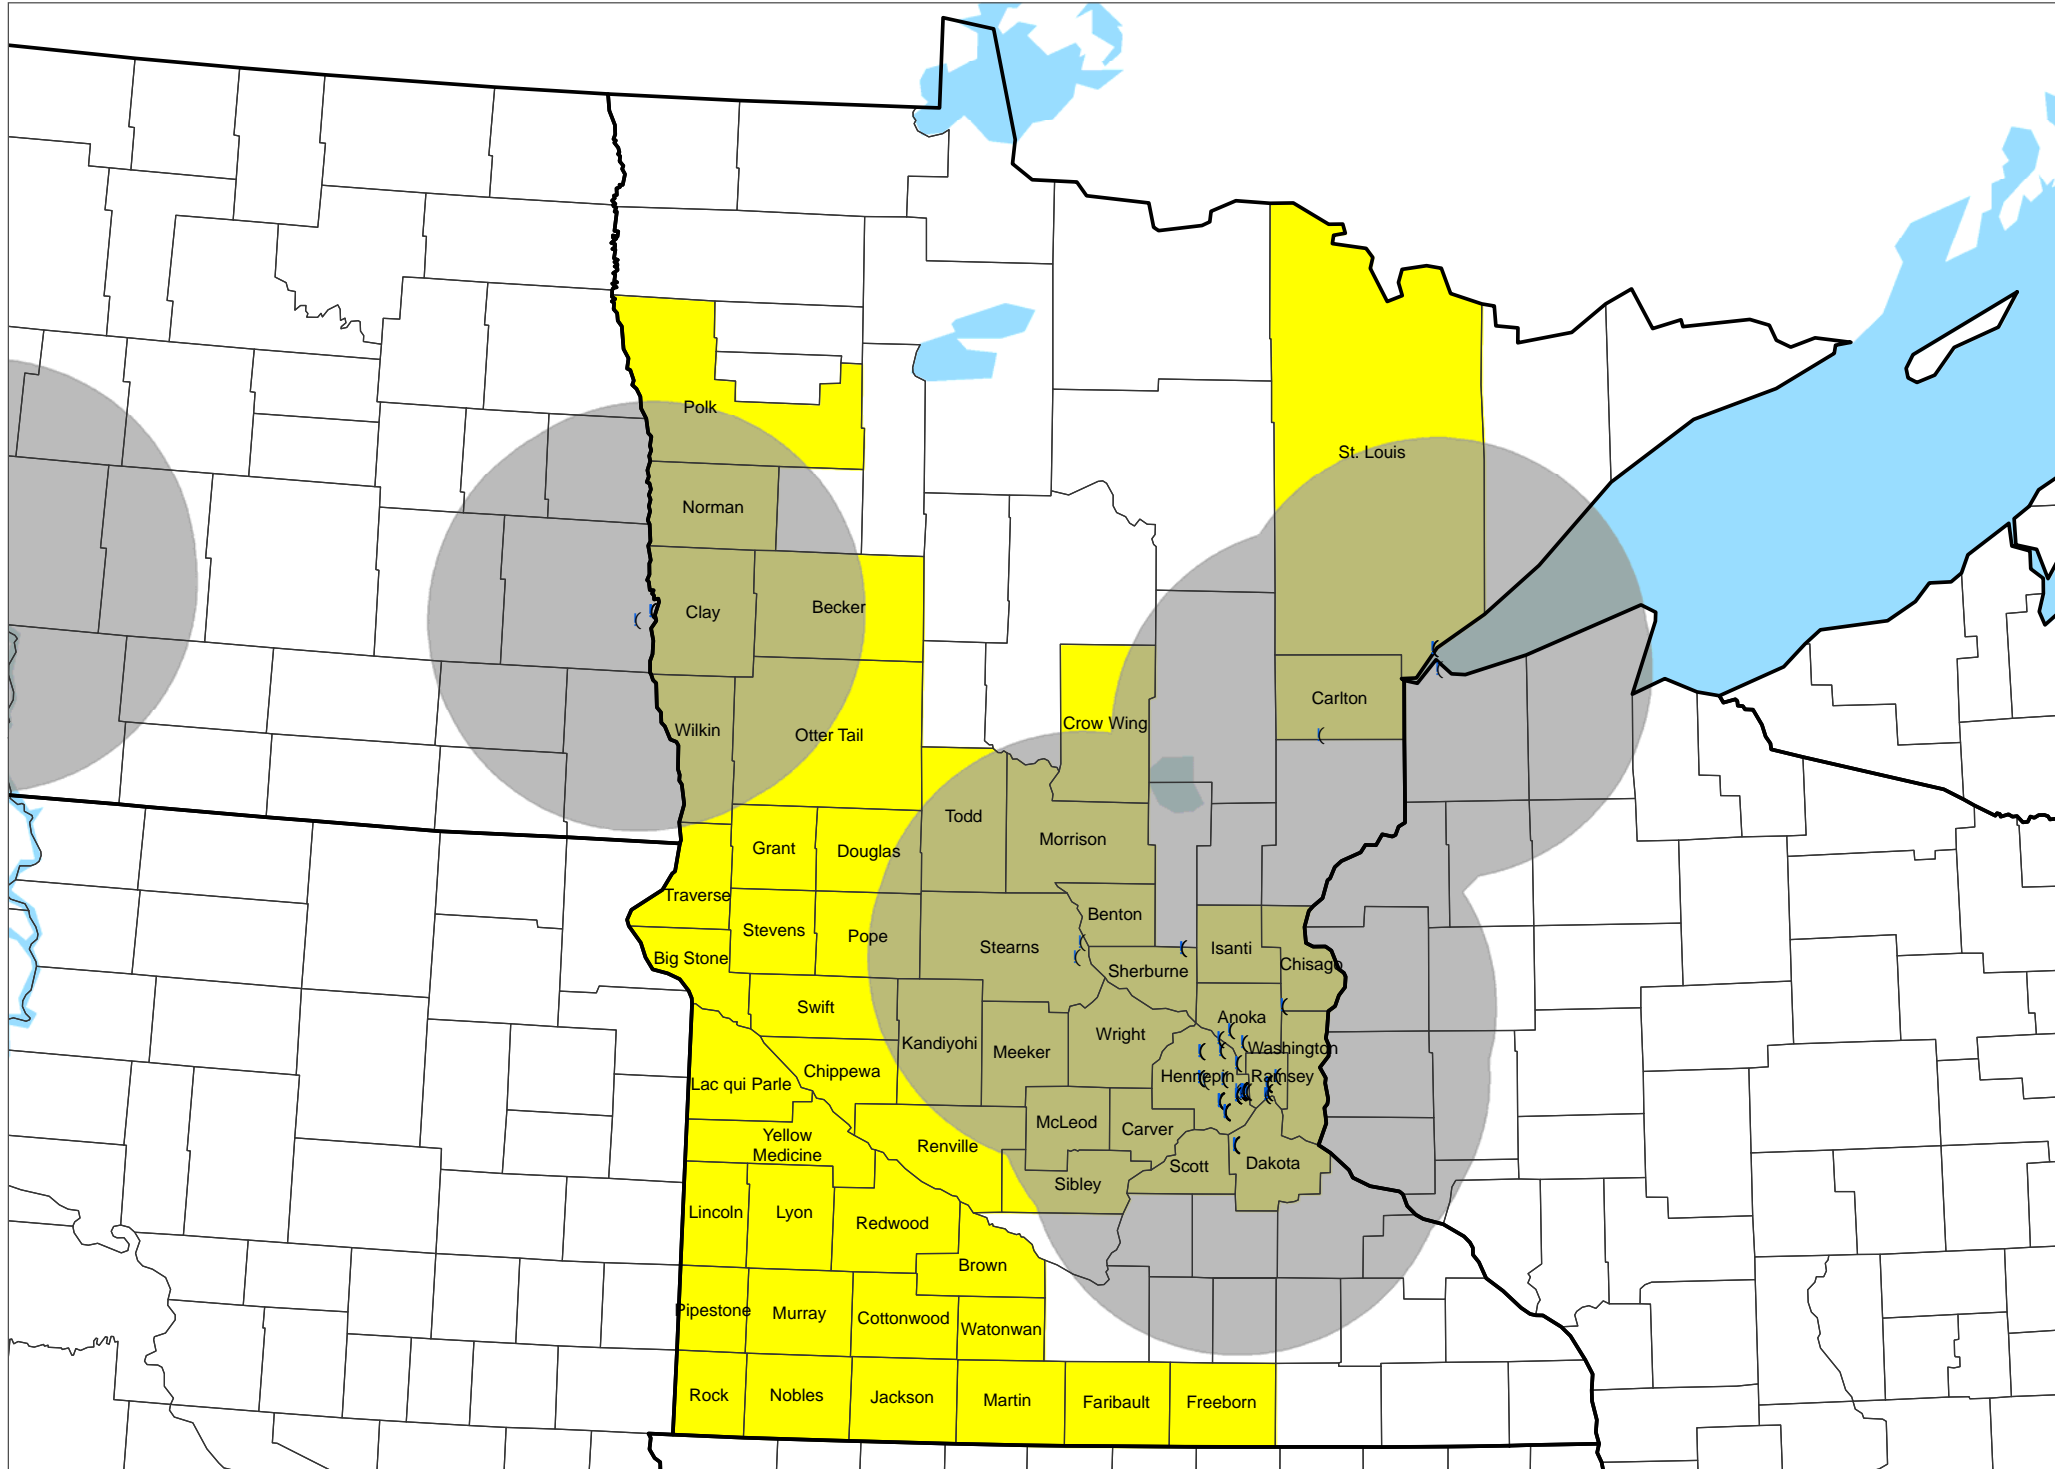 Polk
St. Louis
Norman
Clay
Becker
Carlton
Crow Wing
Wilkin
Otter Tail
Todd
Morrison
Grant
Douglas
Traverse
Benton
Stevens
Pope
Stearns
Isanti
Big Stone
Sherburne
Chisago
Swift
Anoka
Wright
Kandiyohi
Meeker
Washington
Chippewa
Lac qui Parle
Hennepin
Ramsey
McLeod
Carver
Yellow
Medicine
Renville
Scott
Dakota
Sibley
Lincoln
Lyon
Redwood
Brown
Pipestone
Murray
Cottonwood
Watonwan
Rock
Nobles
Jackson
Martin
Faribault
Freeborn